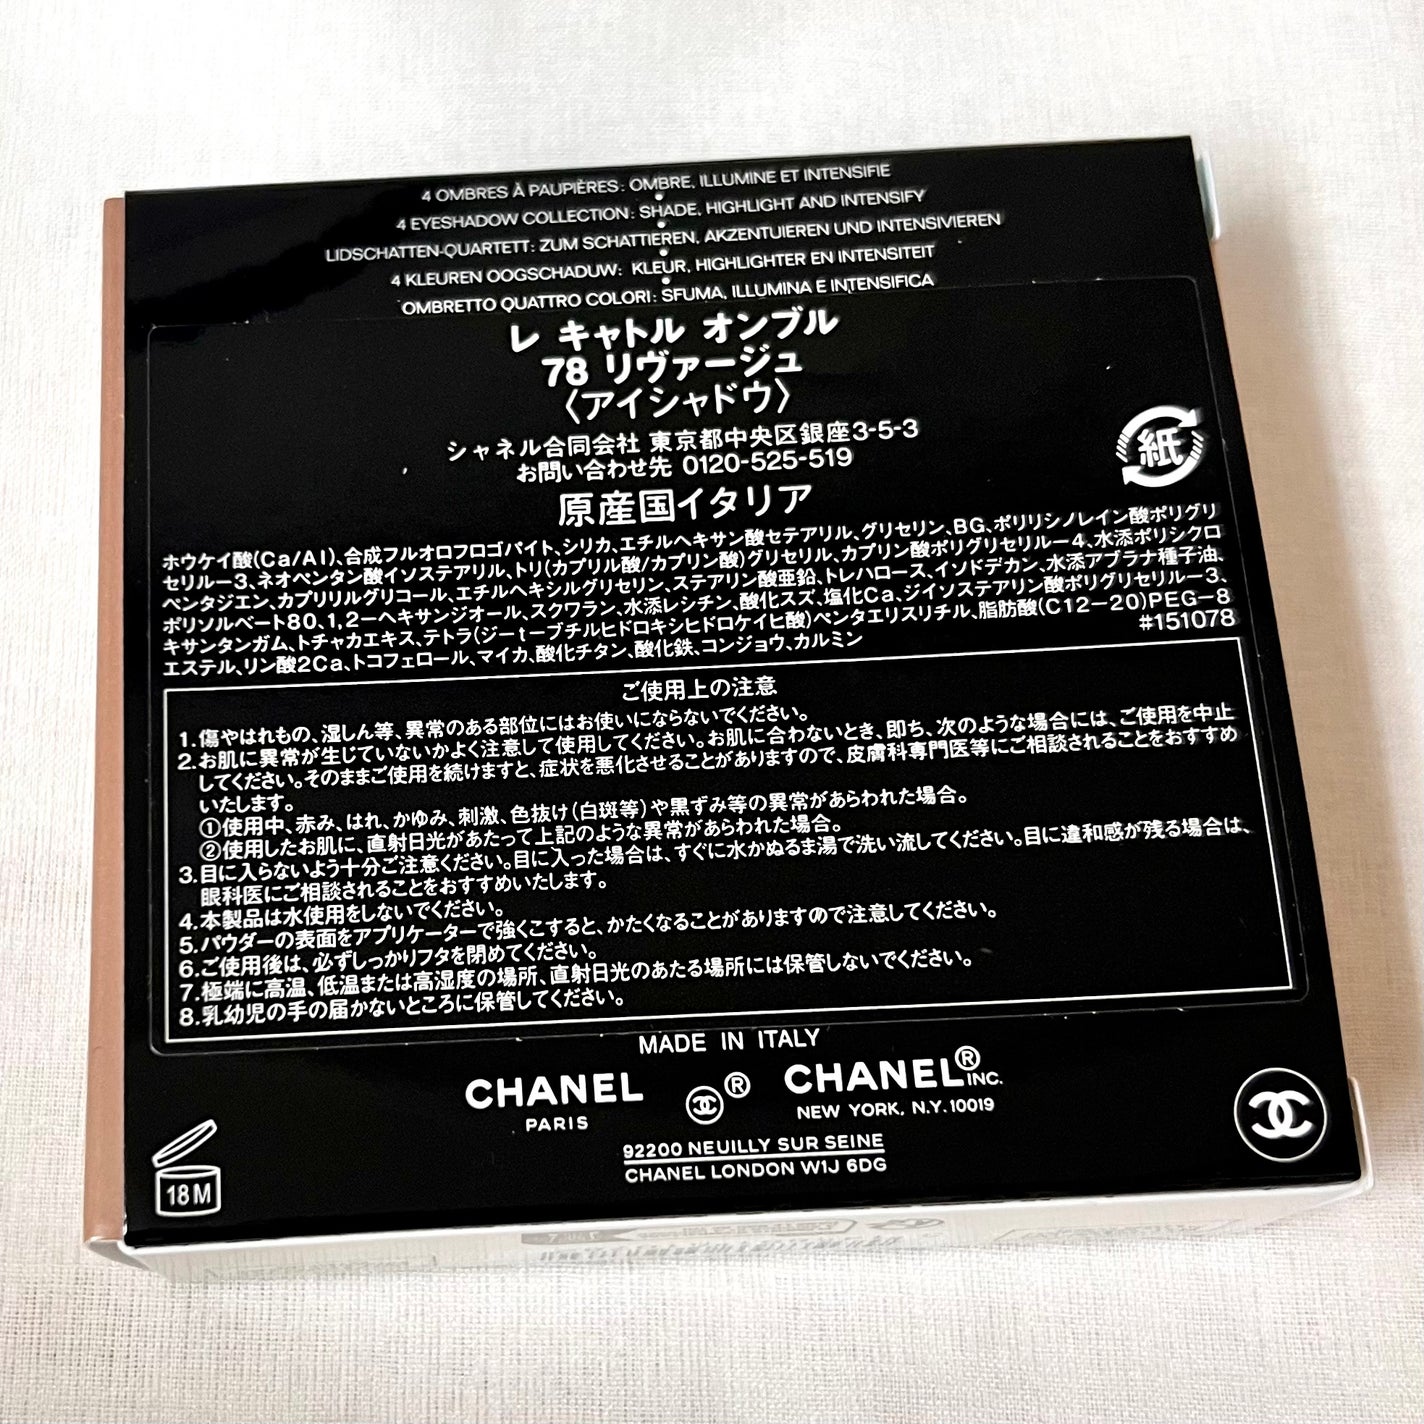 4 OMBRES À PAUPIÈRES: OMBRE, ILLUMINE ET INTENSIFIE
4 EYESHADOW COLLECTION: SHADE, HIGHLIGHT AND INTENSIFY
LIDSCHATTEN-QUARTETT: ZUM SCHATTIEREN, AKZENTUIEREN UND INTENSIVIEREN
4 KLEUREN OOGSCHADUW: KLEUR, HIGHLIGHTER EN INTENSITEIT
OMBRETTO QUATTRO COLORI: SFUMA, ILLUMINA E INTENSIFICA
レ キャトル オンブル
78 リヴァージュ
〈アイシャドウ〉
シャネル合同会社 東京都中央区銀座3-5-3
お問い合わせ先 0120-525-519
原産国イタリア
紙
ホウケイ酸(Ca/Al)、合成フルオロフロゴパイト、シリカ、エチルヘキサン酸セテアリル、グリセリン、BG、ポリリシノレイン酸ポリグリ
セリル－3、ネオペンタン酸イソステアリル、トリ(カプリル酸/カプリン酸)グリセリル、カプリン酸ポリグリセリル－4、水添ポリシクロ
ペンタジエン、カプリリルグリコール、エチルヘキシルグリセリン、ステアリン酸亜鉛、トレハロース、イソドデカン、水添アブラナ種子油、
ポリソルベート80、1,2－ヘキサンジオール、スクワラン、水添レシチン、酸化スズ、塩化Ca、ジイソステアリン酸ポリグリセリル－3、
キサンタンガム、トチャカエキス、テトラ(ジーtーブチルヒドロキシヒドロケイヒ酸)ペンタエリスリチル、脂肪酸(C12－20)PEG－8
エステル、リン酸2Ca、トコフェロール、マイカ、酸化チタン、酸化鉄、コンジョウ、カルミン
#151078
ご使用上の注意
1.傷やはれもの、湿しん等、異常のある部位にはお使いにならないでください。
2.お肌に異常が生じていないかよく注意して使用してください。お肌に合わないとき、即ち、次のような場合には、ご使用を中止
してください。そのままご使用を続けますと、症状を悪化させることがありますので、皮膚科専門医等にご相談されることをおすすめ
いたします。
①使用中、赤み、はれ、かゆみ、刺激、色抜け(白斑等)や黒ずみ等の異常があらわれた場合。
②使用したお肌に、直射日光があたって上記のような異常があらわれた場合。
3.目に入らないよう十分ご注意ください。目に入った場合は、すぐに水かぬるま湯で洗い流してください。目に違和感が残る場合は、
眼科医にご相談されることをおすすめいたします。
4.本製品は水使用をしないでください。
5.パウダーの表面をアプリケーターで強くこすると、かたくなることがありますので注意してください。
6.ご使用後は、必ずしっかりフタを閉めてください。
7.極端に高温、低温または高湿度の場所、直射日光のあたる場所には保管しないでください。
8.乳幼児の手の届かないところに保管してください。
MADE IN ITALY
CHANEL
PARIS
®
CHANEL® INC.
NEW YORK, N.Y. 10019
92200 NEUILLY SUR SEINE
CHANEL LONDON W1J 6DG
18 M